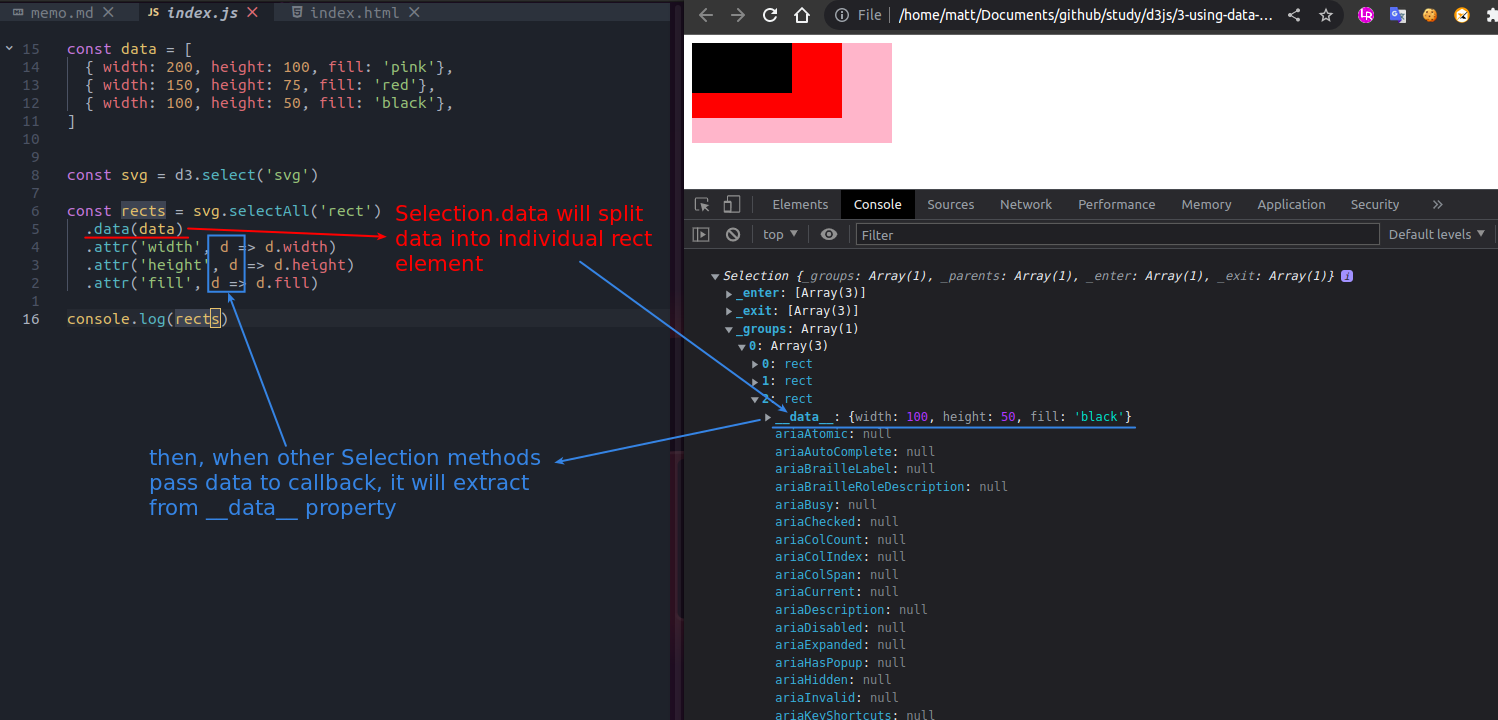 memo.md
JS index.js
index.html
15 const data = [
14 { width: 200, height: 100, fill: 'pink'},
13 { width: 150, height: 75, fill: 'red'},
12 { width: 100, height: 50, fill: 'black'},
11 ]
10
9
8 const svg = d3.select('svg')
7
6 const rects = svg.selectAll('rect')
5 .data(data)
4 .attr('width', d => d.width)
3 .attr('height', d => d.height)
2 .attr('fill', d => d.fill)
1
16 console.log(rects)
Selection.data will split
data into individual rect
element
then, when other Selection methods
pass data to callback, it will extract
from __data__ property
File | /home/matt/Documents/github/study/d3js/3-using-data-...
Elements Console Sources Network Performance Memory Application Security »
top ▼ Filter Default levels ▼
Selection {_groups: Array(1), _parents: Array(1), _enter: Array(1), _exit: Array(1)} i
_enter: [Array(3)]
_exit: [Array(3)]
_groups: Array(1)
0: Array(3)
0: rect
1: rect
2: rect
__data__: {width: 100, height: 50, fill: 'black'}
ariaAtomic: null
ariaAutoComplete: null
ariaBrailleLabel: null
ariaBrailleRoleDescription: null
ariaBusy: null
ariaChecked: null
ariaColCount: null
ariaColIndex: null
ariaColSpan: null
ariaCurrent: null
ariaDescription: null
ariaDisabled: null
ariaExpanded: null
ariaHasPopup: null
ariaHidden: null
ariaInvalid: null
ariaKeyShortcuts: null